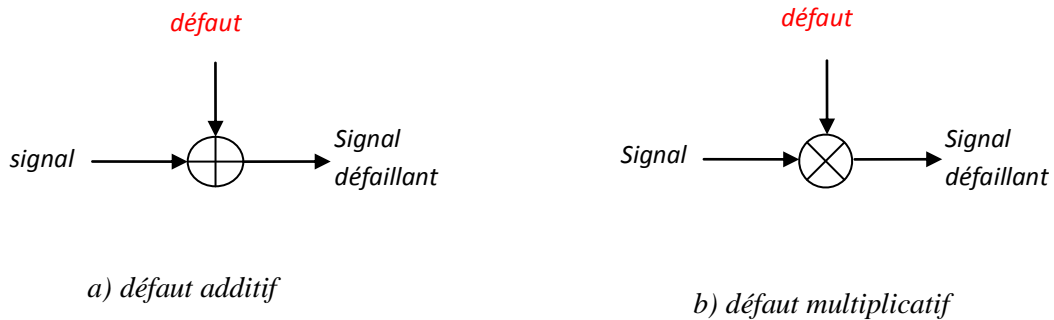 défaut
signal
Signal
défaillant
a) défaut additif
défaut
Signal
Signal
défaillant
b) défaut multiplicatif